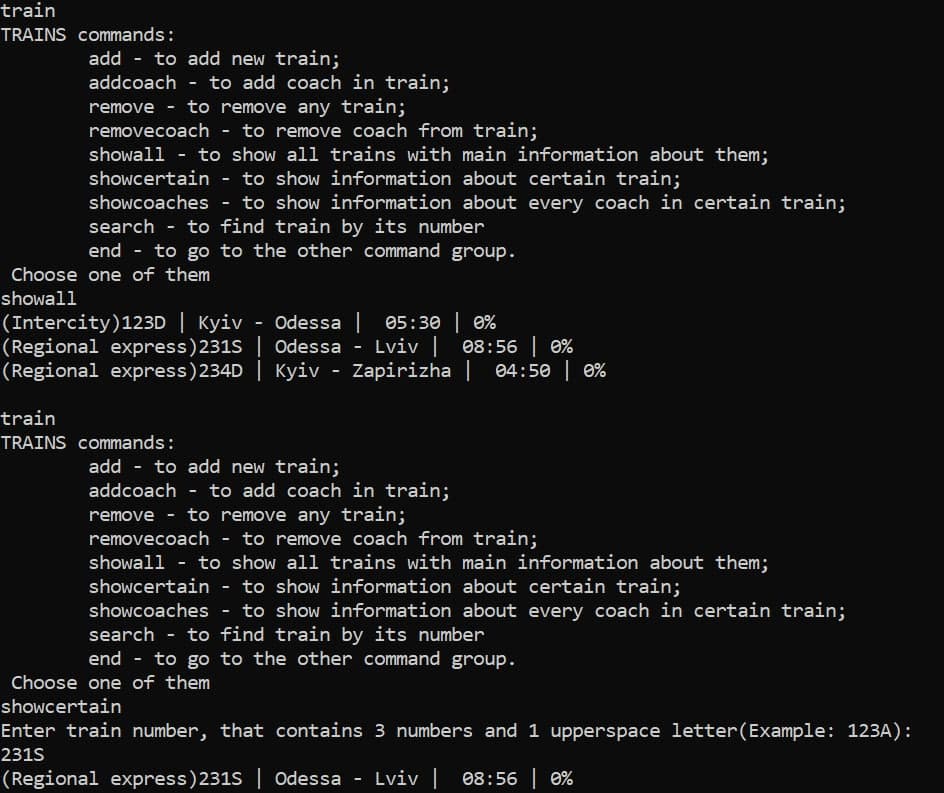 train
TRAINS commands:
add - to add new train;
addcoach - to add coach in train;
remove - to remove any train;
removecoach - to remove coach from train;
showall - to show all trains with main information about them;
showcertain - to show information about certain train;
showcoaches - to show information about every coach in certain train;
search - to find train by its number
end - to go to the other command group.
Choose one of them
showall
(Intercity)123D | Kyiv - Odessa |  05:30 | 0%
(Regional express)231S | Odessa - Lviv |  08:56 | 0%
(Regional express)234D | Kyiv - Zapirizha |  04:50 | 0%
train
TRAINS commands:
add - to add new train;
addcoach - to add coach in train;
remove - to remove any train;
removecoach - to remove coach from train;
showall - to show all trains with main information about them;
showcertain - to show information about certain train;
showcoaches - to show information about every coach in certain train;
search - to find train by its number
end - to go to the other command group.
Choose one of them
showcertain
Enter train number, that contains 3 numbers and 1 upperspace letter(Example: 123A):
231S
(Regional express)231S | Odessa - Lviv |  08:56 | 0%